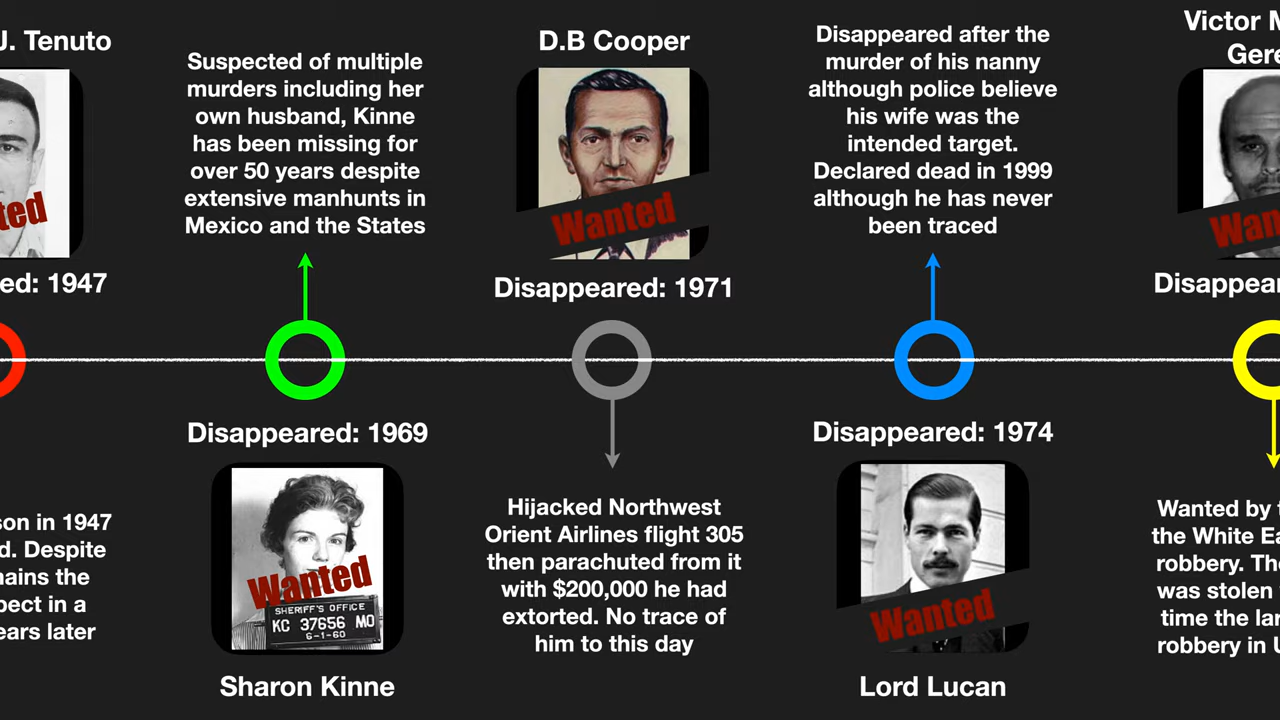 J. Tenuto
ted
ed: 1947
son in 1947
d. Despite
nains the
pect in a
ears later
Suspected of multiple
murders including her
own husband, Kinne
has been missing for
over 50 years despite
extensive manhunts in
Mexico and the States
Disappeared: 1969
Wanted
SHERIFF'S OFFICE
KC 37656 MO
6-1-60
Sharon Kinne
D.B Cooper
Wanted
Disappeared: 1971
Hijacked Northwest
Orient Airlines flight 305
then parachuted from it
with $200,000 he had
extorted. No trace of
him to this day
Disappeared after the
murder of his nanny
although police believe
his wife was the
intended target.
Declared dead in 1999
although he has never
been traced
Disappeared: 1974
Wanted
Lord Lucan
Victor M
Gere
Wan
Disappear
Wanted by t
the White Ea
robbery. The
was stolen
time the lar
robbery in U